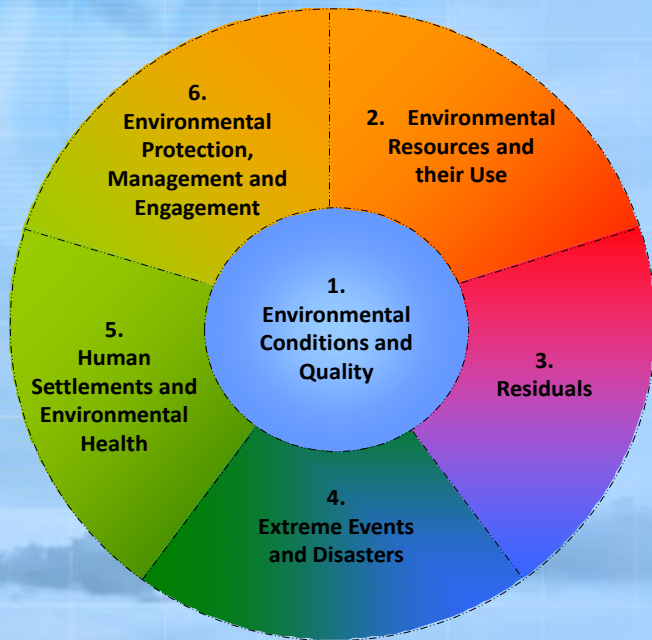 1.
Environmental
Conditions and
Quality
2. Environmental
Resources and
their Use
3.
Residuals
4.
Extreme Events
and Disasters
5.
Human
Settlements and
Environmental
Health
6.
Environmental
Protection,
Management and
Engagement